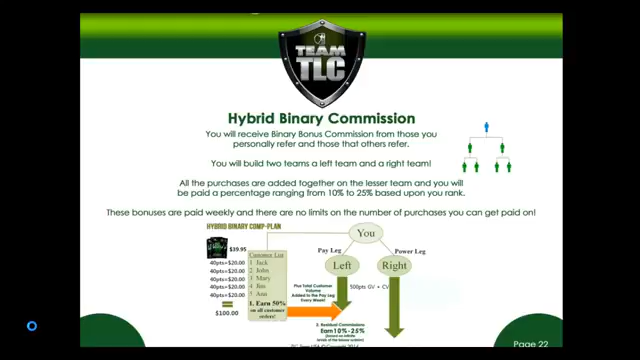 TEAM
TLC
Hybrid Binary Commission
You will receive Binary Bonus Commission from those you
personally refer and those that others refer.
You will build two teams a left team and a right team!
All the purchases are added together on the lesser team and you will
be paid a percentage ranging from 10% to 25% based upon you rank.
These bonuses are paid weekly and there are no limits on the number of purchases you can get paid on!
HYBRID BINARY COMP-PLAN
$39.95
Customer List
40pts=$20.00 1 Jack
40pts=$20.00 2 John
40pts=$20.00 3 Mary
40pts=$20.00 4 Jim
40pts=$20.00 5 Ann
$100.00
1. Earn 50%
on all customer
orders!
You
Pay Leg
Power Leg
Left
Right
Plus Total Customer
Volume
Added to the Pay Leg
Every Week!
500pts GV + CV
2. Residual Commissions
Earn 10% - 25%
Page 22